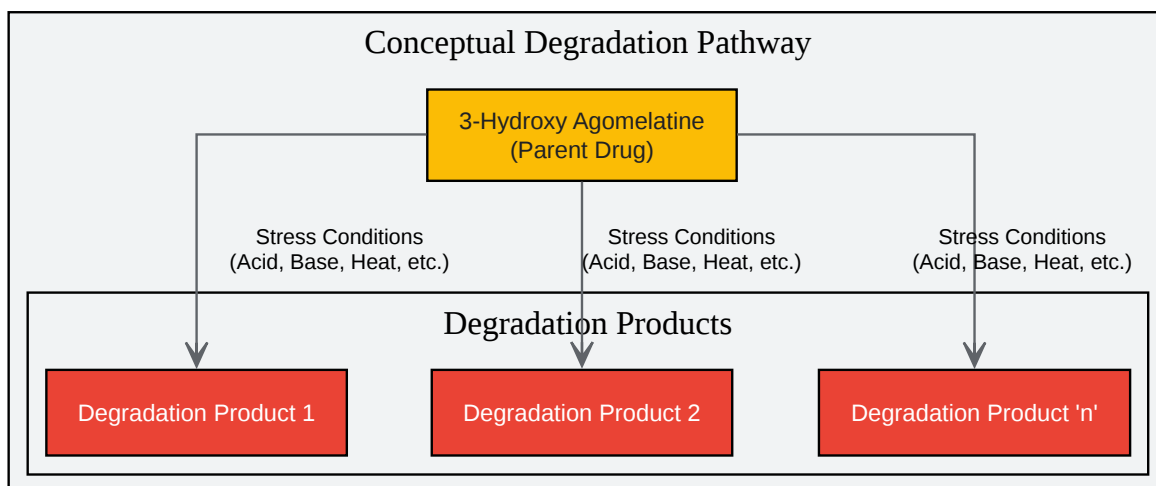 Conceptual Degradation Pathway
3-Hydroxy Agomelatine
(Parent Drug)
Stress Conditions
(Acid, Base, Heat, etc.)
Stress Conditions
(Acid, Base, Heat, etc.)
Stress Conditions
(Acid, Base, Heat, etc.)
Degradation Products
Degradation Product 1
Degradation Product 2
Degradation Product 'n'